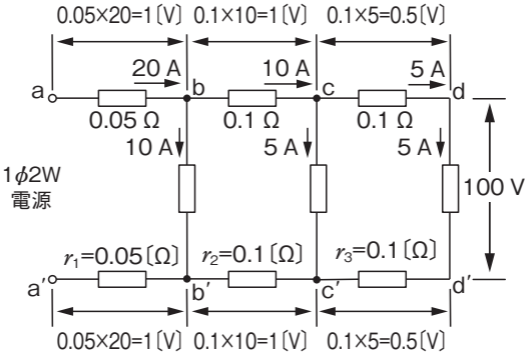 0.05×20=1〔V〕 0.1×10=1〔V〕 0.1×5=0.5〔V〕
20 A 10 A 5 A
a b c d
0.05 Ω 0.1 Ω 0.1 Ω
10 A 5 A 5 A
1ϕ2W
電源
100 V
r₁=0.05〔Ω〕 r₂=0.1〔Ω〕 r₃=0.1〔Ω〕
a′ b′ c′ d′
0.05×20=1〔V〕 0.1×10=1〔V〕 0.1×5=0.5〔V〕